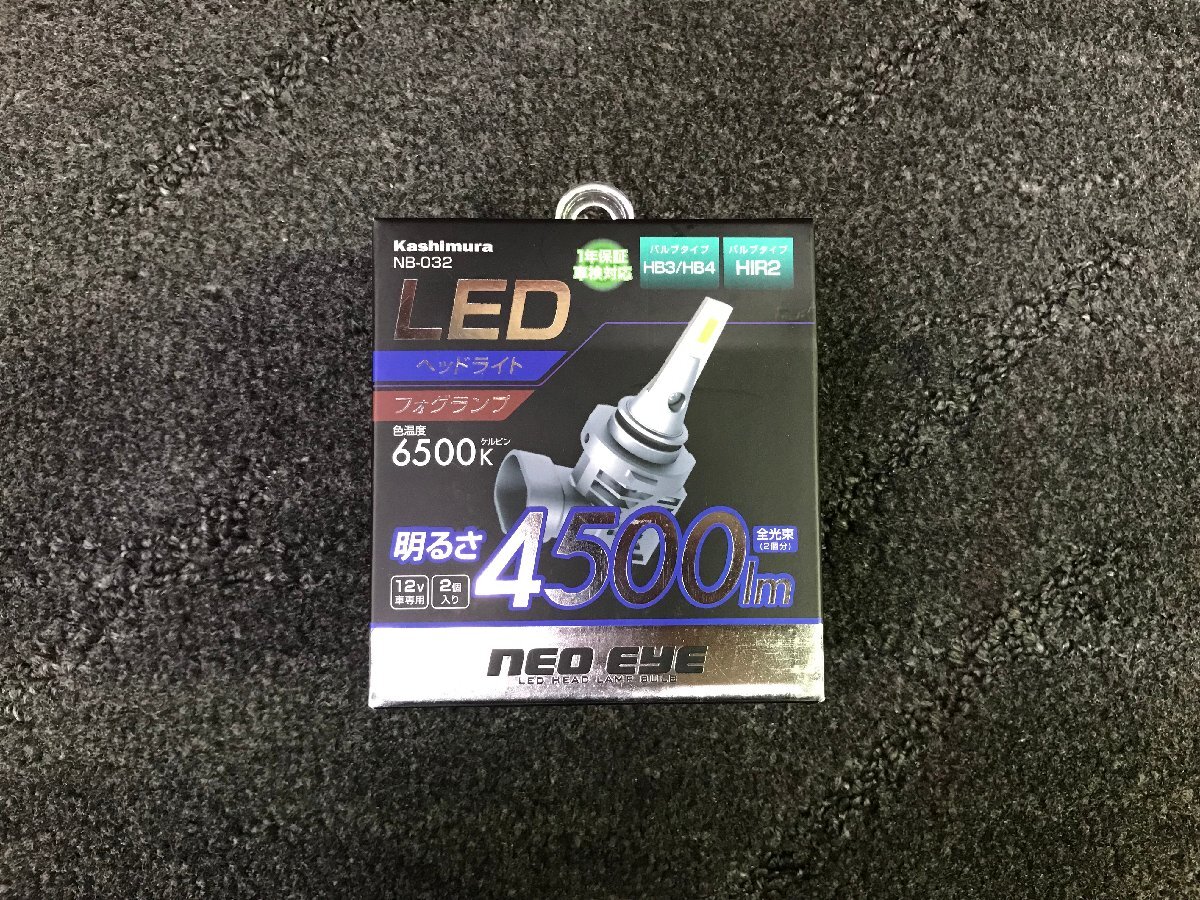 Kashimura
NB-032
1年保証
車検対応
バルブタイプ
HB3/HB4
バルブタイプ
HIR2
LED
ヘッドライト
フォグランプ
色温度
6500K
ケルビン
明るさ
4500lm
全光束
(2個分)
12V
車専用
2個
入り
NEO EYE
LED HEAD LAMP BULB